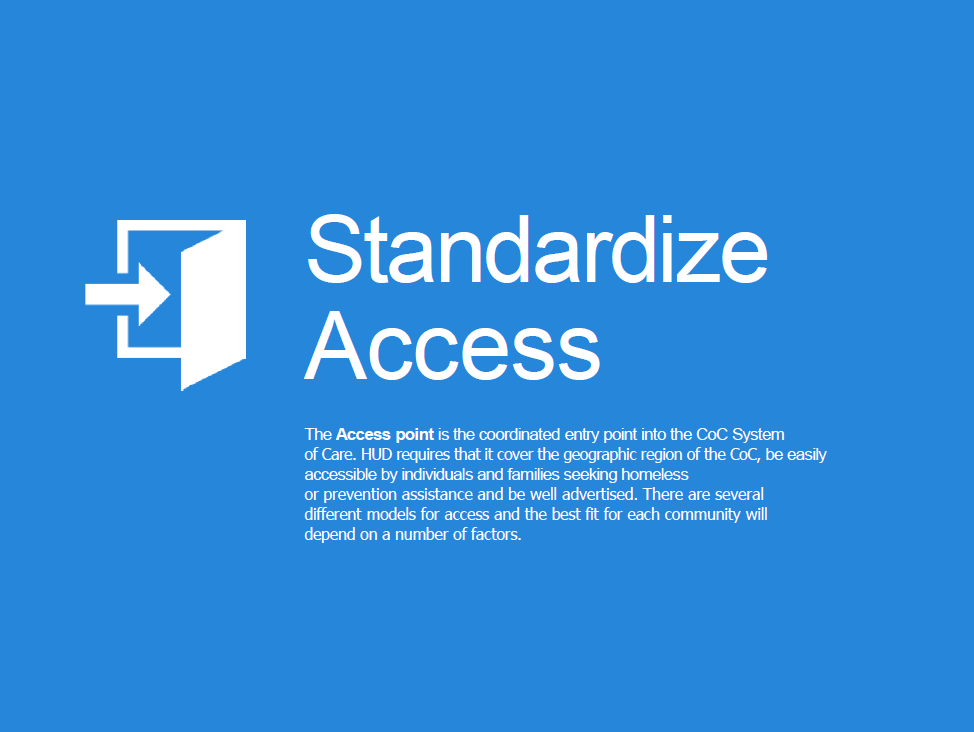 Standardize
Access
The Access point is the coordinated entry point into the CoC System
of Care. HUD requires that it cover the geographic region of the CoC, be easily
accessible by individuals and families seeking homeless
or prevention assistance and be well advertised. There are several
different models for access and the best fit for each community will
depend on a number of factors.